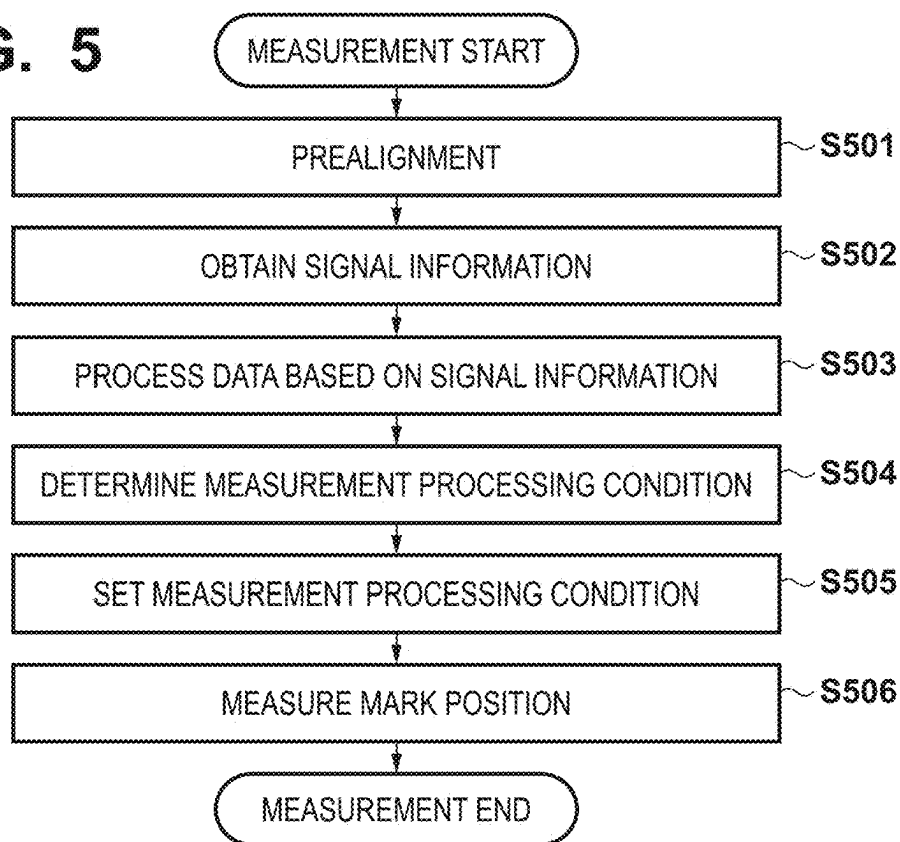 G. 5
MEASUREMENT START
PREALIGNMENT
S501
OBTAIN SIGNAL INFORMATION
S502
PROCESS DATA BASED ON SIGNAL INFORMATION
S503
DETERMINE MEASUREMENT PROCESSING CONDITION
S504
SET MEASUREMENT PROCESSING CONDITION
S505
MEASURE MARK POSITION
S506
MEASUREMENT END